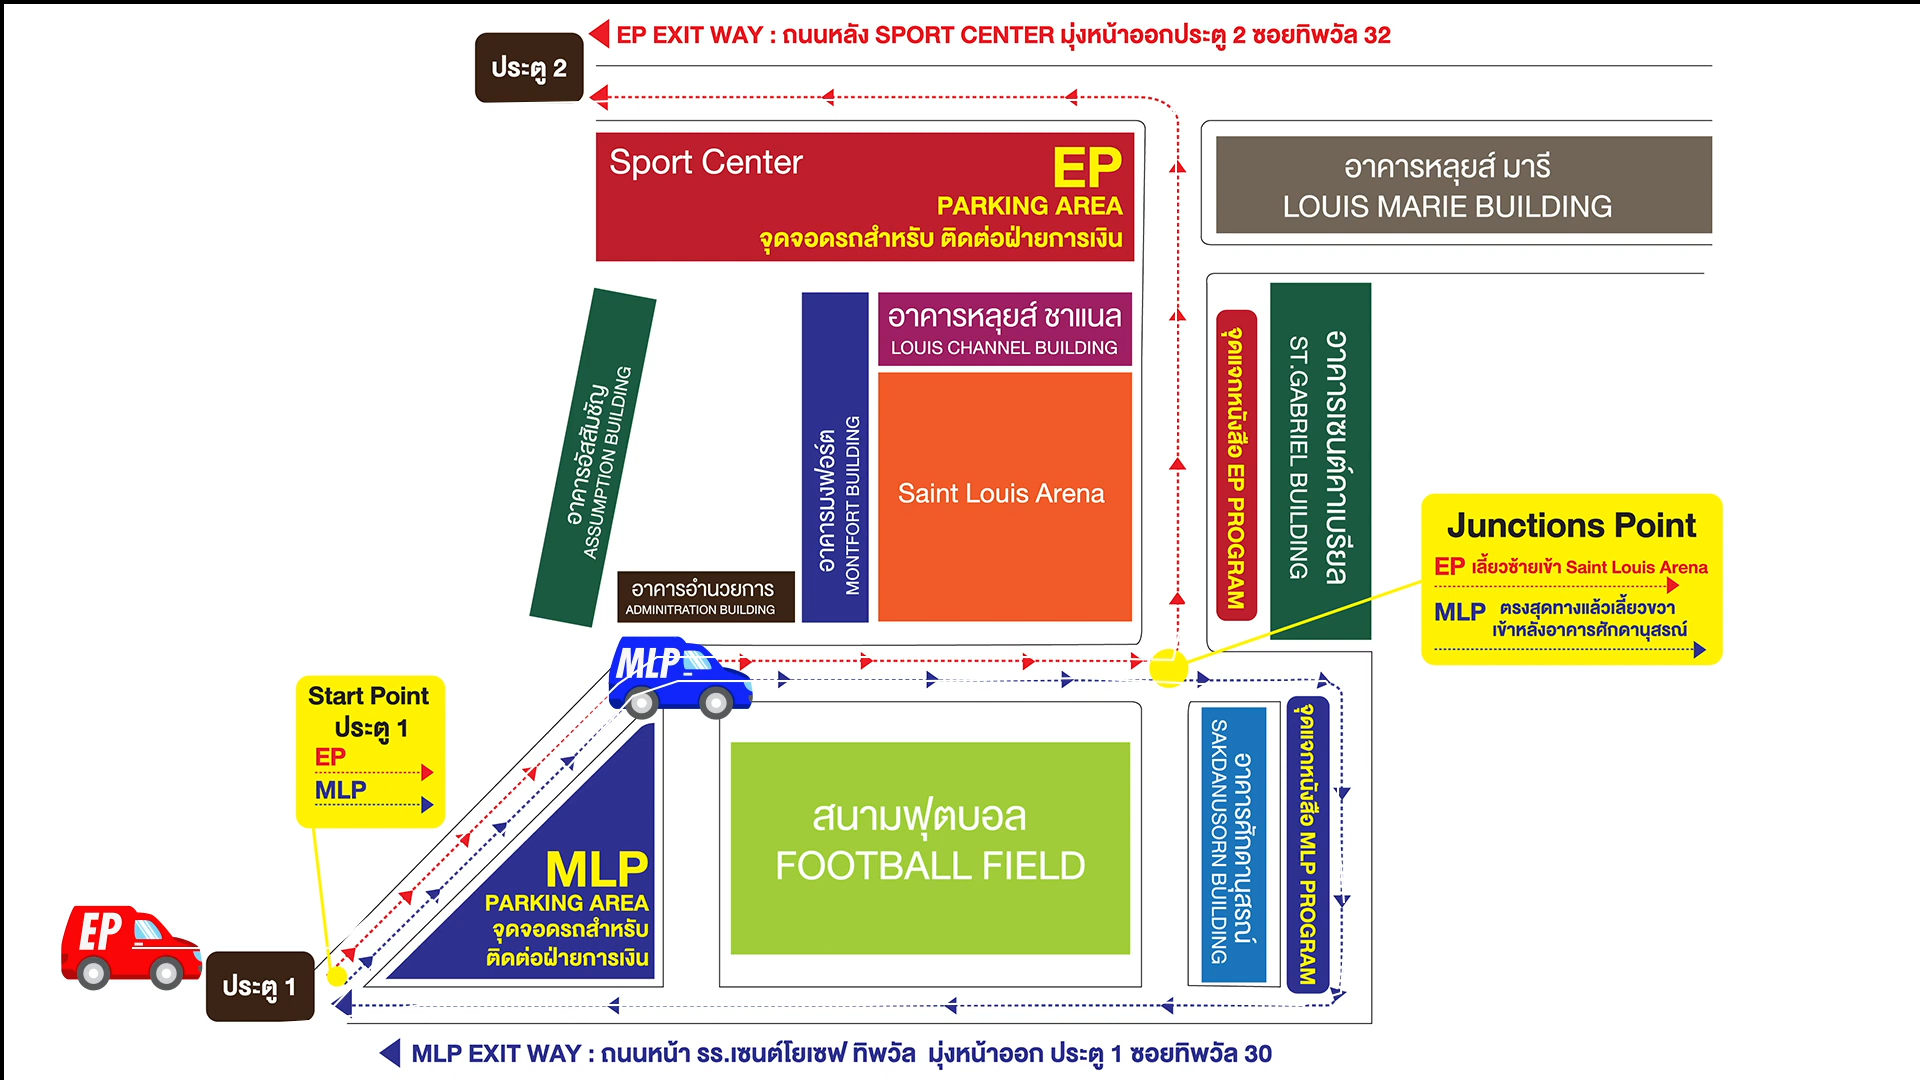 EP EXIT WAY : ถนนหลัง SPORT CENTER มุ่งหน้าออกประตู 2 ซอยทิพวัล 32
ประตู 2
Sport Center
EP
PARKING AREA
จุดจอดรถสำหรับ ติดต่อฝ่ายการเงิน
อาคารหลุยส์ มารี
LOUIS MARIE BUILDING
อาคารอัสสัมชัญ
ASSUMPTION BUILDING
อาคารมงฟอร์ต
MONTFORT BUILDING
อาคารหลุยส์ ชาแนล
LOUIS CHANNEL BUILDING
Saint Louis Arena
จุดแจกหนังสือ EP PROGRAM
อาคารเซนต์คาเบรียล
ST.GABRIEL BUILDING
อาคารอำนวยการ
ADMINITRATION BUILDING
Junctions Point
EP เลี้ยวซ้ายเข้า Saint Louis Arena
MLP ตรงสุดทางแล้วเลี้ยวขวา
เข้าหลังอาคารศักดานุสรณ์
MLP
Start Point
ประตู 1
EP
MLP
MLP
PARKING AREA
จุดจอดรถสำหรับ
ติดต่อฝ่ายการเงิน
สนามฟุตบอล
FOOTBALL FIELD
อาคารศักดานุสรณ์
SAKDANUSORN BUILDING
จุดแจกหนังสือ MLP PROGRAM
EP
ประตู 1
MLP EXIT WAY : ถนนหน้า รร.เซนต์โยเซฟ ทิพวัล มุ่งหน้าออก ประตู 1 ซอยทิพวัล 30